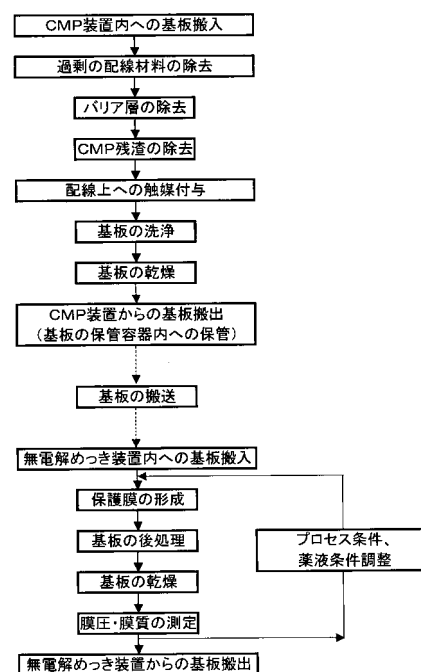 CMP装置内への基板搬入
過剰の配線材料の除去
バリア層の除去
CMP残渣の除去
配線上への触媒付与
基板の洗浄
基板の乾燥
CMP装置からの基板搬出
(基板の保管容器内への保管)
基板の搬送
無電解めっき装置内への基板搬入
保護膜の形成
基板の後処理
基板の乾燥
膜圧・膜質の測定
プロセス条件、
薬液条件調整
無電解めっき装置からの基板搬出